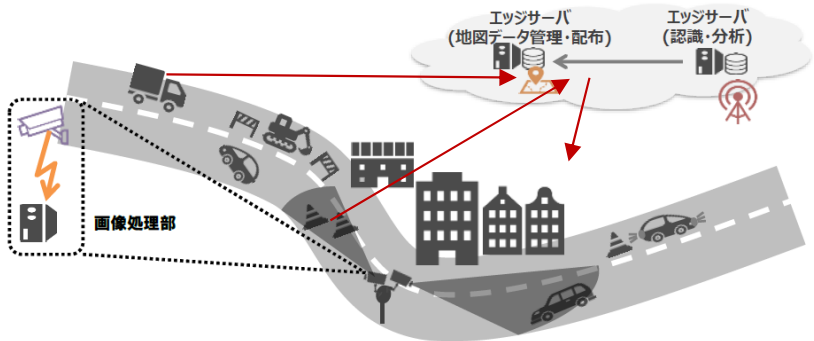 エッジサーバ
(地図データ管理・配布)
エッジサーバ
(認識・分析)
画像処理部